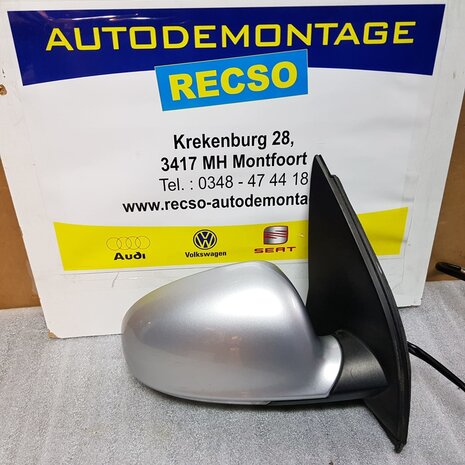 AUTODEMONTAGE
RECSO
Krekenburg 28,
3417 MH Montfoort
Tel. : 0348 - 47 44 18
www.recso-autodemonta
Audi
Volkswagen
SEAT